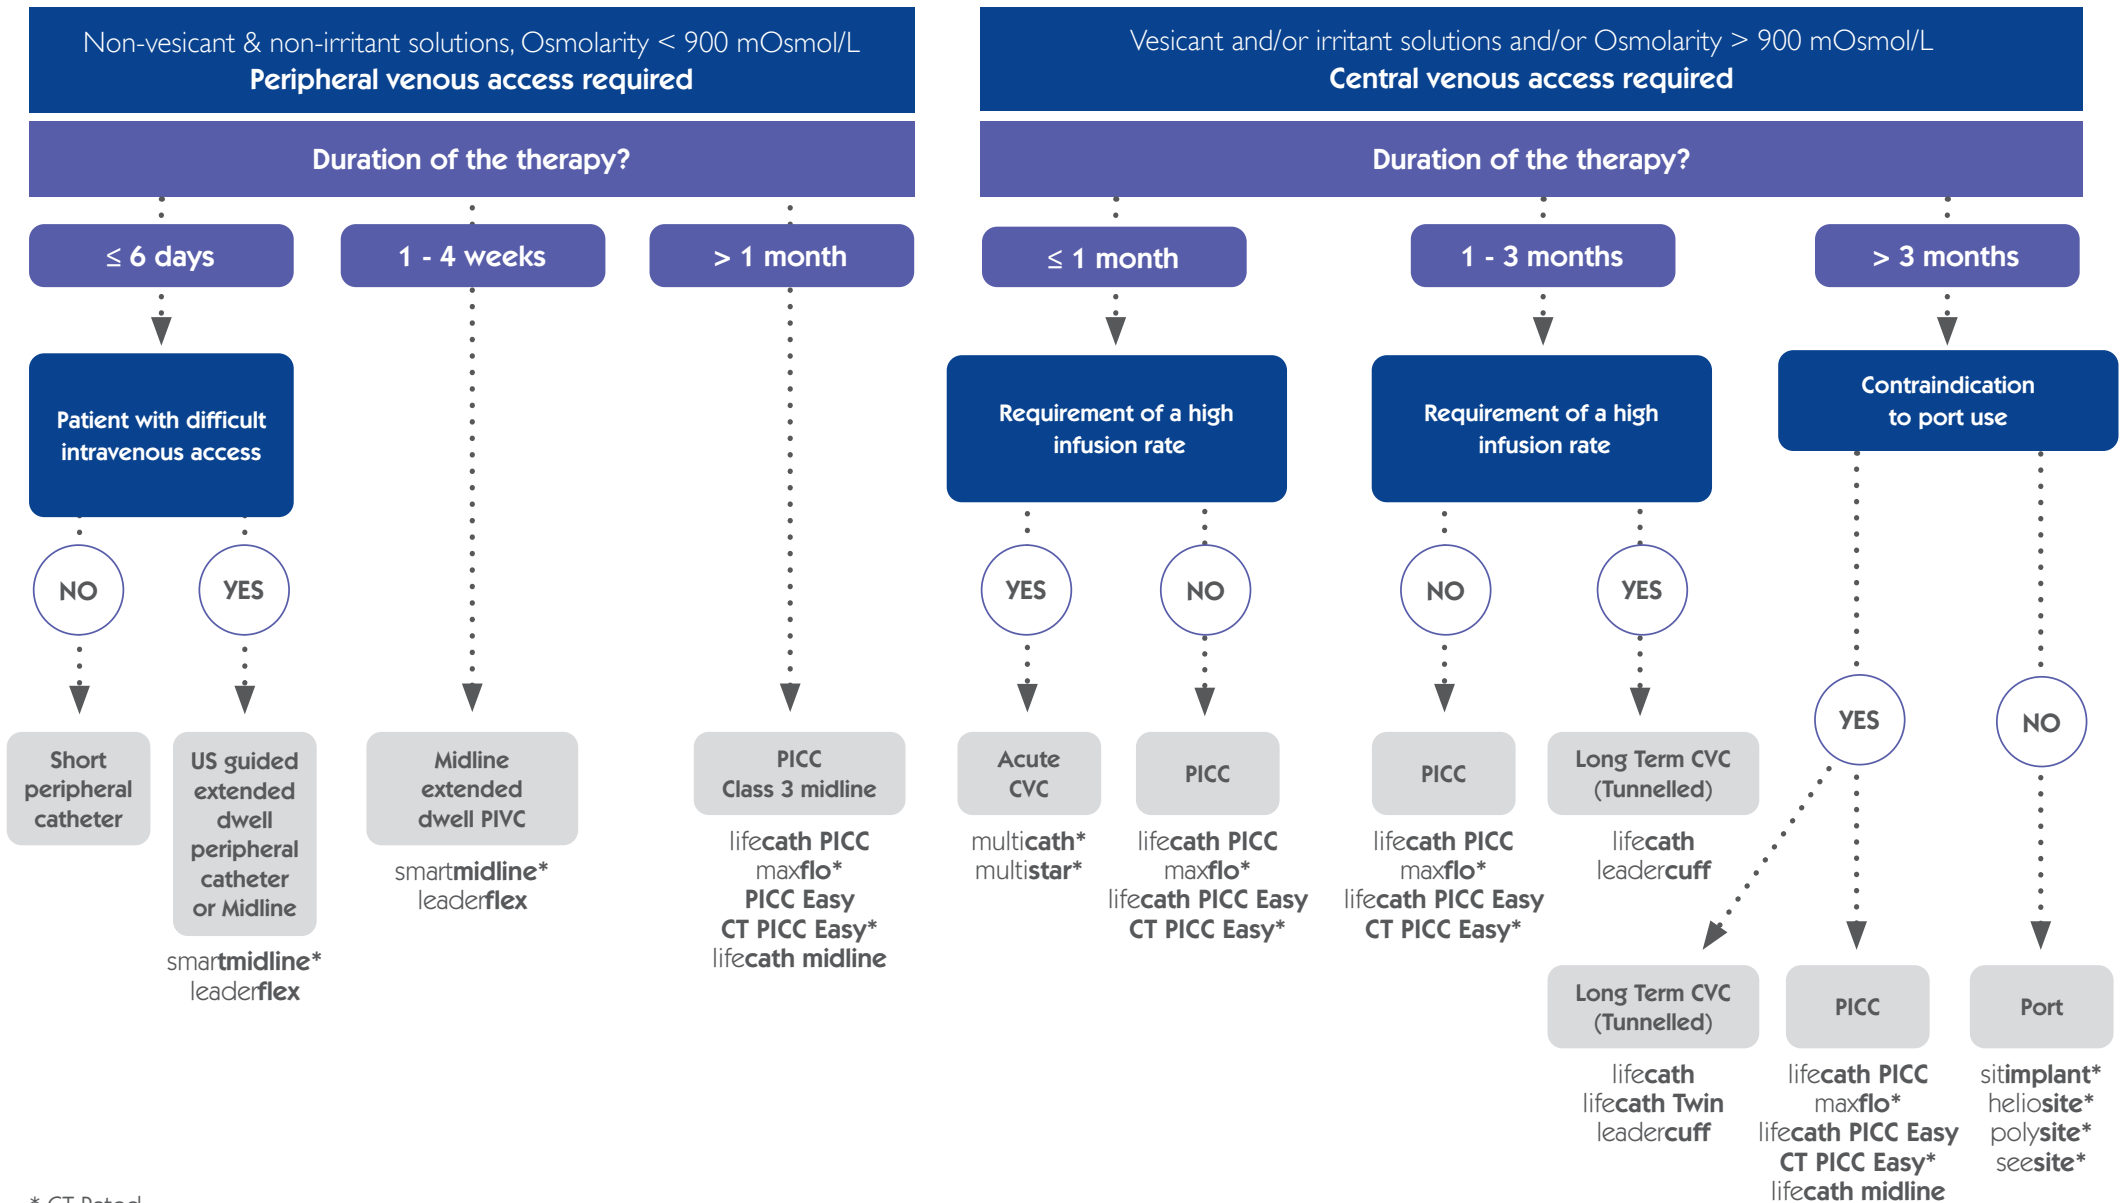 Non-vesicant & non-irritant solutions, Osmolarity < 900 mOsmol/L
Peripheral venous access required
Duration of the therapy?
≤ 6 days
1 - 4 weeks
> 1 month
Patient with difficult
intravenous access
NO
YES
Short
peripheral
catheter
US guided
extended
dwell
peripheral
catheter
or Midline
smartmidline*
leaderflex
Midline
extended
dwell PIVC
smartmidline*
leaderflex
PICC
Class 3 midline
lifecath PICC
maxflo*
PICC Easy
CT PICC Easy*
lifecath midline
Vesicant and/or irritant solutions and/or Osmolarity > 900 mOsmol/L
Central venous access required
Duration of the therapy?
≤ 1 month
1 - 3 months
> 3 months
Requirement of a high
infusion rate
YES
NO
Acute
CVC
multicath*
multistar*
PICC
lifecath PICC
maxflo*
lifecath PICC Easy
CT PICC Easy*
Requirement of a high
infusion rate
NO
YES
PICC
lifecath PICC
maxflo*
lifecath PICC Easy
CT PICC Easy*
Long Term CVC
(Tunnelled)
lifecath
leadercuff
Contraindication
to port use
YES
NO
Long Term CVC
(Tunnelled)
lifecath
lifecath Twin
leadercuff
PICC
lifecath PICC
maxflo*
lifecath PICC Easy
CT PICC Easy*
lifecath midline
Port
sitimplant*
heliosite*
polysite*
seesite*
* CT Rated